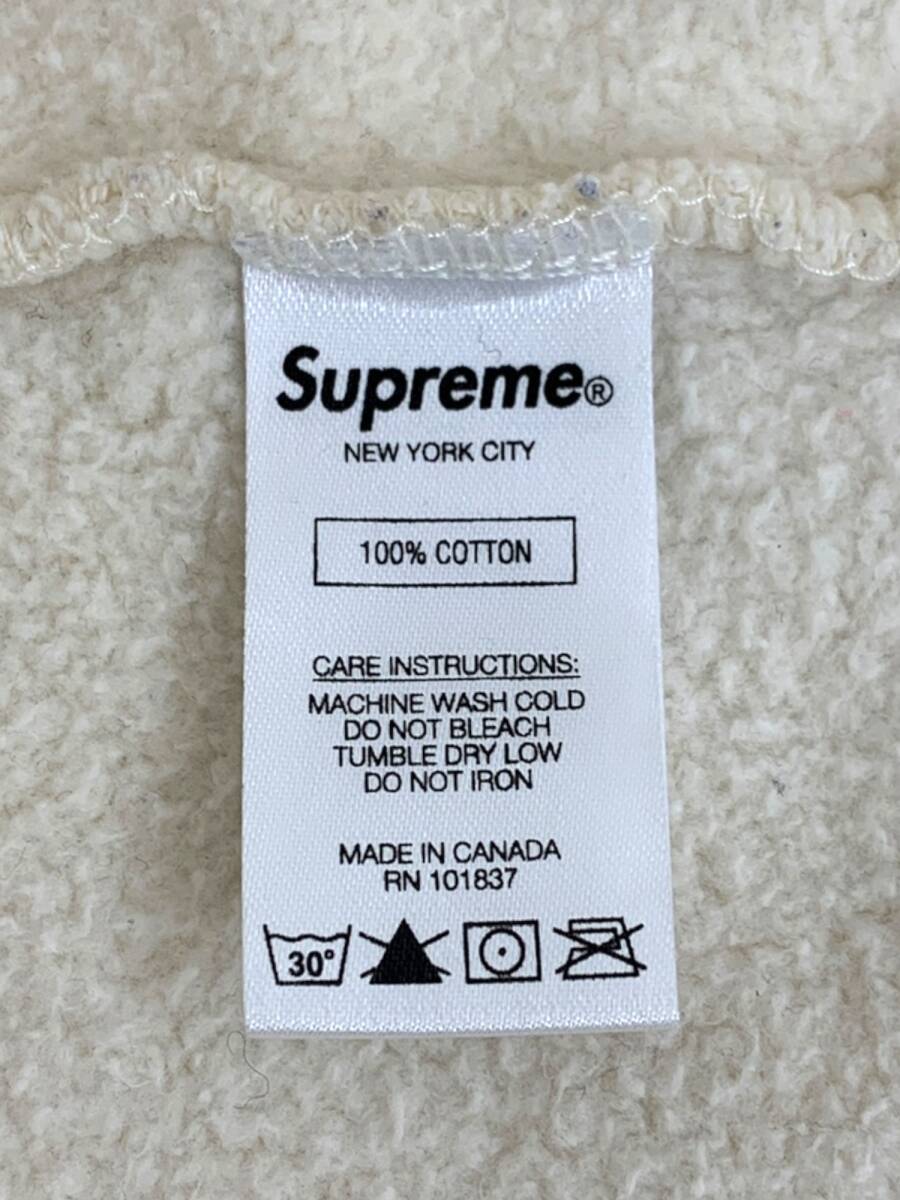 Supreme®
NEW YORK CITY
100% COTTON
CARE INSTRUCTIONS:
MACHINE WASH COLD
DO NOT BLEACH
TUMBLE DRY LOW
DO NOT IRON
MADE IN CANADA
RN 101837
30°